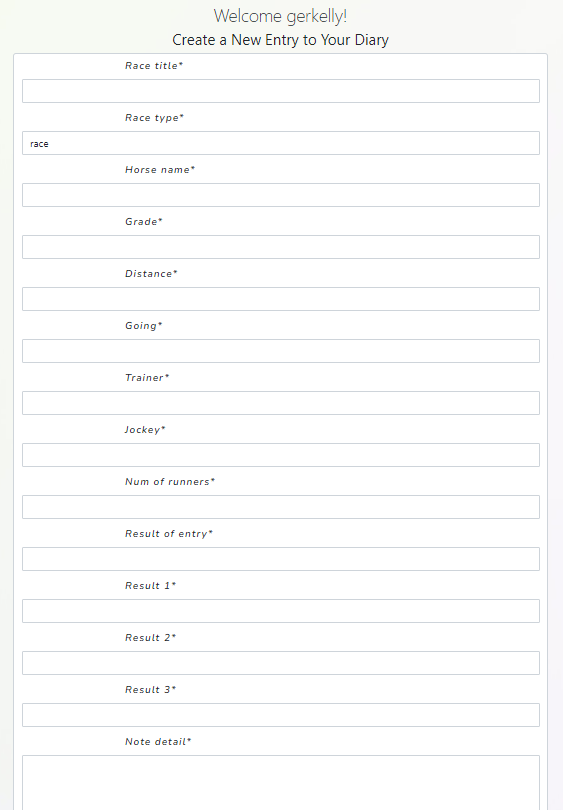 Welcome gerkelly!
Create a New Entry to Your Diary
Race title*
Race type*
race
Horse name*
Grade*
Distance*
Going*
Trainer*
Jockey*
Num of runners*
Result of entry*
Result 1*
Result 2*
Result 3*
Note detail*